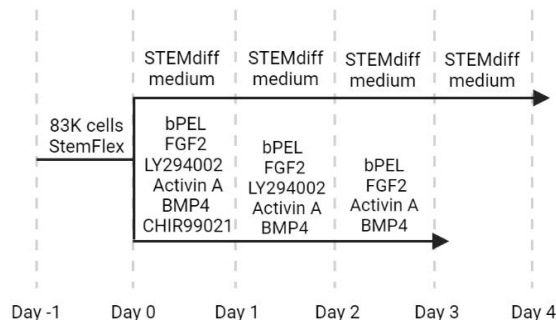 STEMdiff
medium
STEMdiff
medium
STEMdiff
medium
STEMdiff
medium
83K cells
StemFlex
bPEL
FGF2
LY294002
Activin A
BMP4
CHIR99021
bPEL
FGF2
LY294002
Activin A
BMP4
bPEL
FGF2
Activin A
BMP4
Day -1
Day 0
Day 1
Day 2
Day 3
Day 4